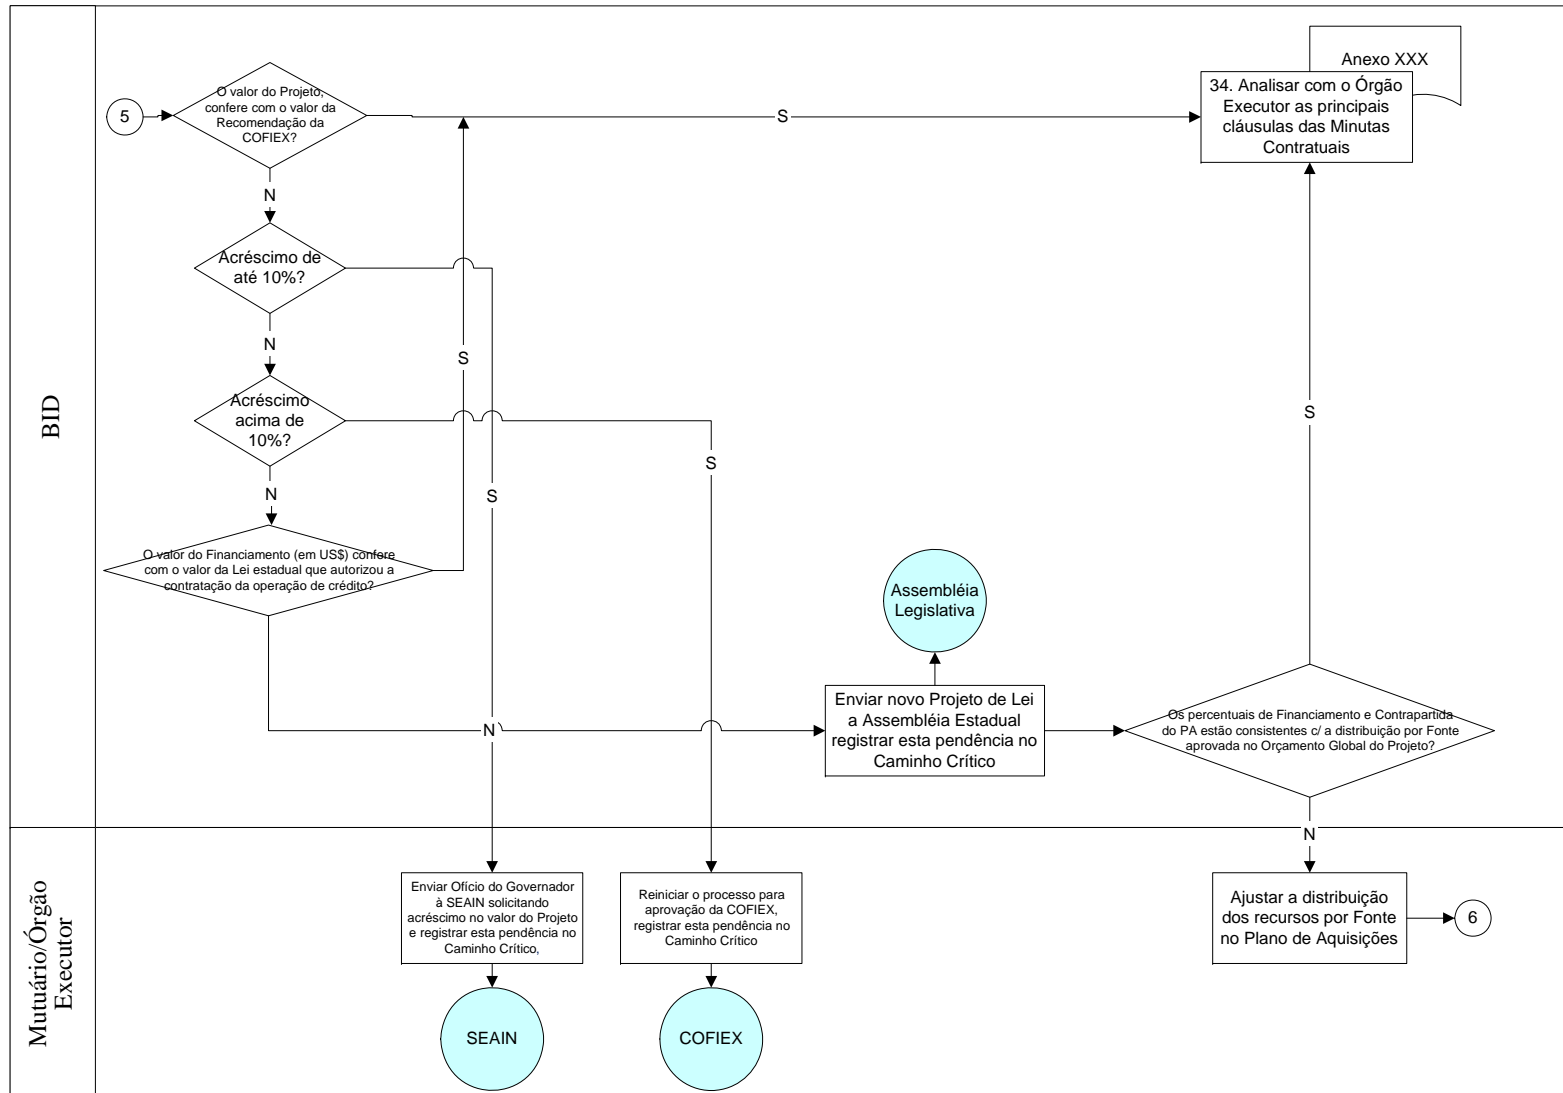 BID
5
O valor do Projeto,
confere com o valor da
Recomendação da
COFIEX?
S
Anexo XXX
34. Analisar com o Órgão
Executor as principais
cláusulas das Minutas
Contratuais
N
Acréscimo de
até 10%?
N
S
Acréscimo
acima de
10%?
S
S
N
S
O valor do Financiamento (em US$) confere
com o valor da Lei estadual que autorizou a
contratação da operação de crédito?
Assembléia
Legislativa
N
Enviar novo Projeto de Lei
a Assembléia Estadual
registrar esta pendência no
Caminho Crítico
Os percentuais de Financiamento e Contrapartida
do PA estão consistentes c/ a distribuição por Fonte
aprovada no Orçamento Global do Projeto?
N
Mutuário/Órgão
Executor
Enviar Ofício do Governador
à SEAIN solicitando
acréscimo no valor do Projeto
e registrar esta pendência no
Caminho Crítico,
Reiniciar o processo para
aprovação da COFIEX,
registrar esta pendência no
Caminho Crítico
Ajustar a distribuição
dos recursos por Fonte
no Plano de Aquisições
6
SEAIN
COFIEX